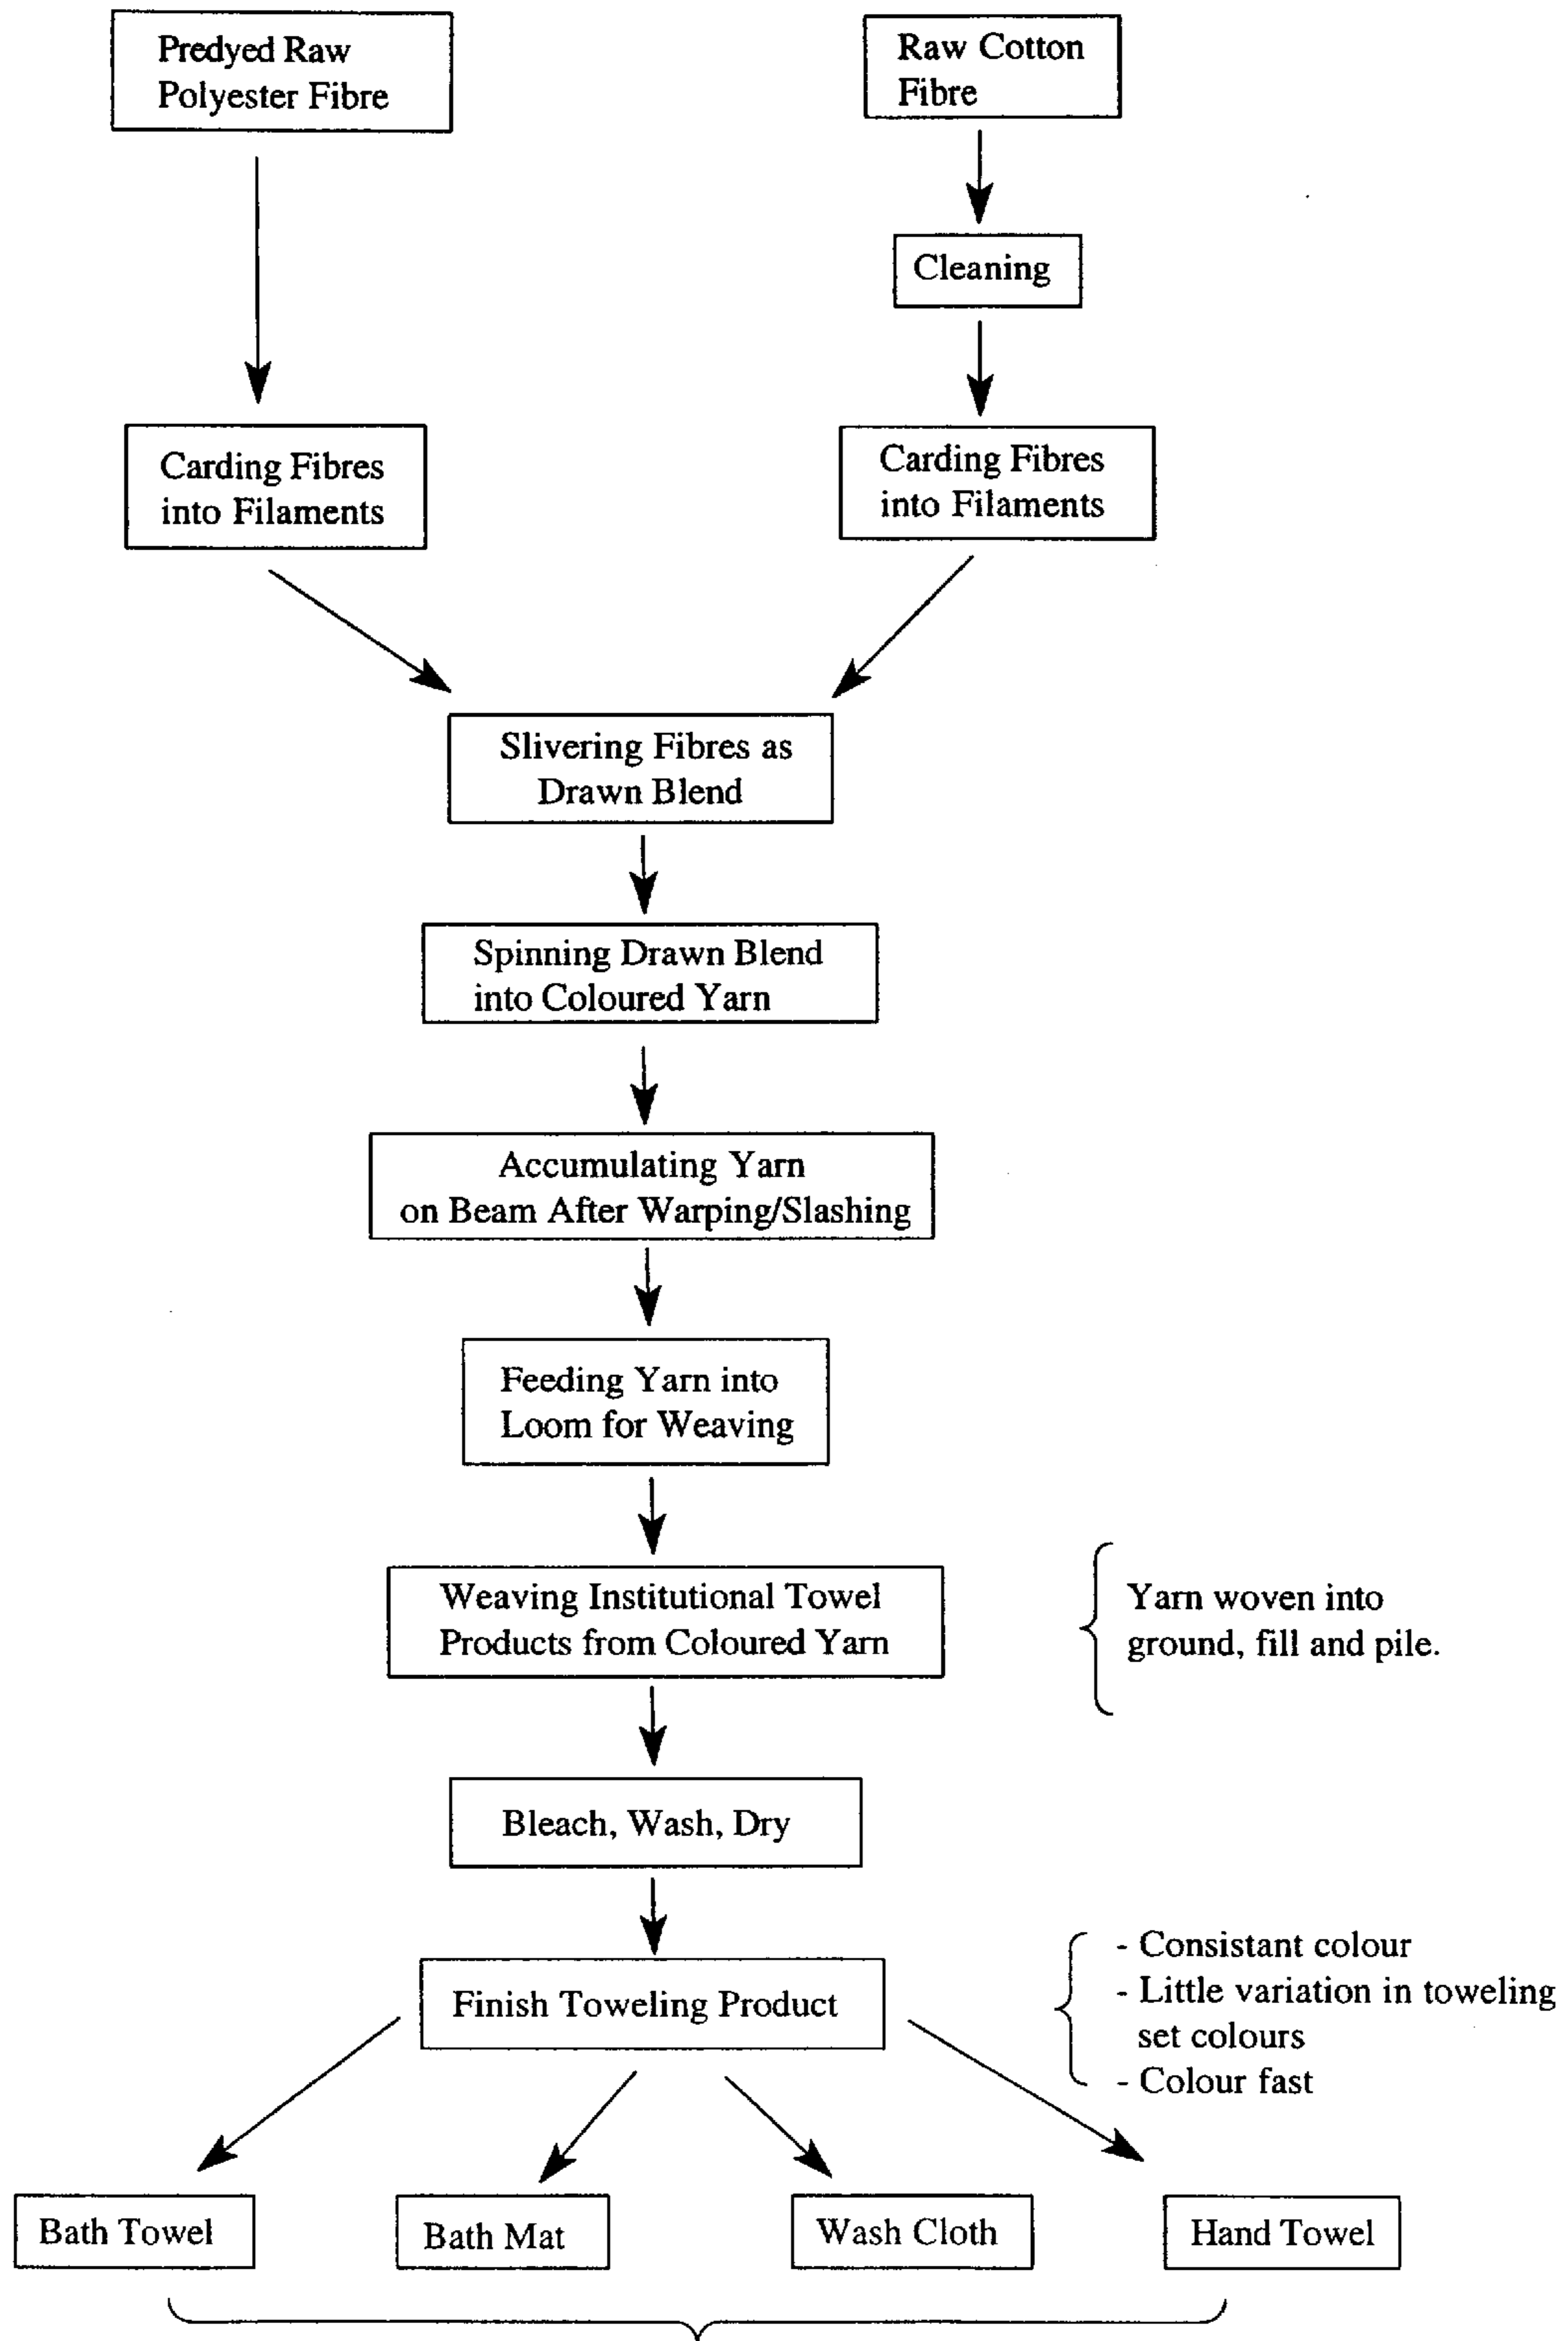 Predyed Raw
Polyester Fibre
Raw Cotton
Fibre
Cleaning
Carding Fibres
into Filaments
Carding Fibres
into Filaments
Slivering Fibres as
Drawn Blend
Spinning Drawn Blend
into Coloured Yarn
Accumulating Yarn
on Beam After Warping/Slashing
Feeding Yarn into
Loom for Weaving
Weaving Institutional Towel
Products from Coloured Yarn
Yarn woven into
ground, fill and pile.
Bleach, Wash, Dry
Finish Toweling Product
- Consistant colour
- Little variation in toweling
set colours
- Colour fast
Bath Towel
Bath Mat
Wash Cloth
Hand Towel